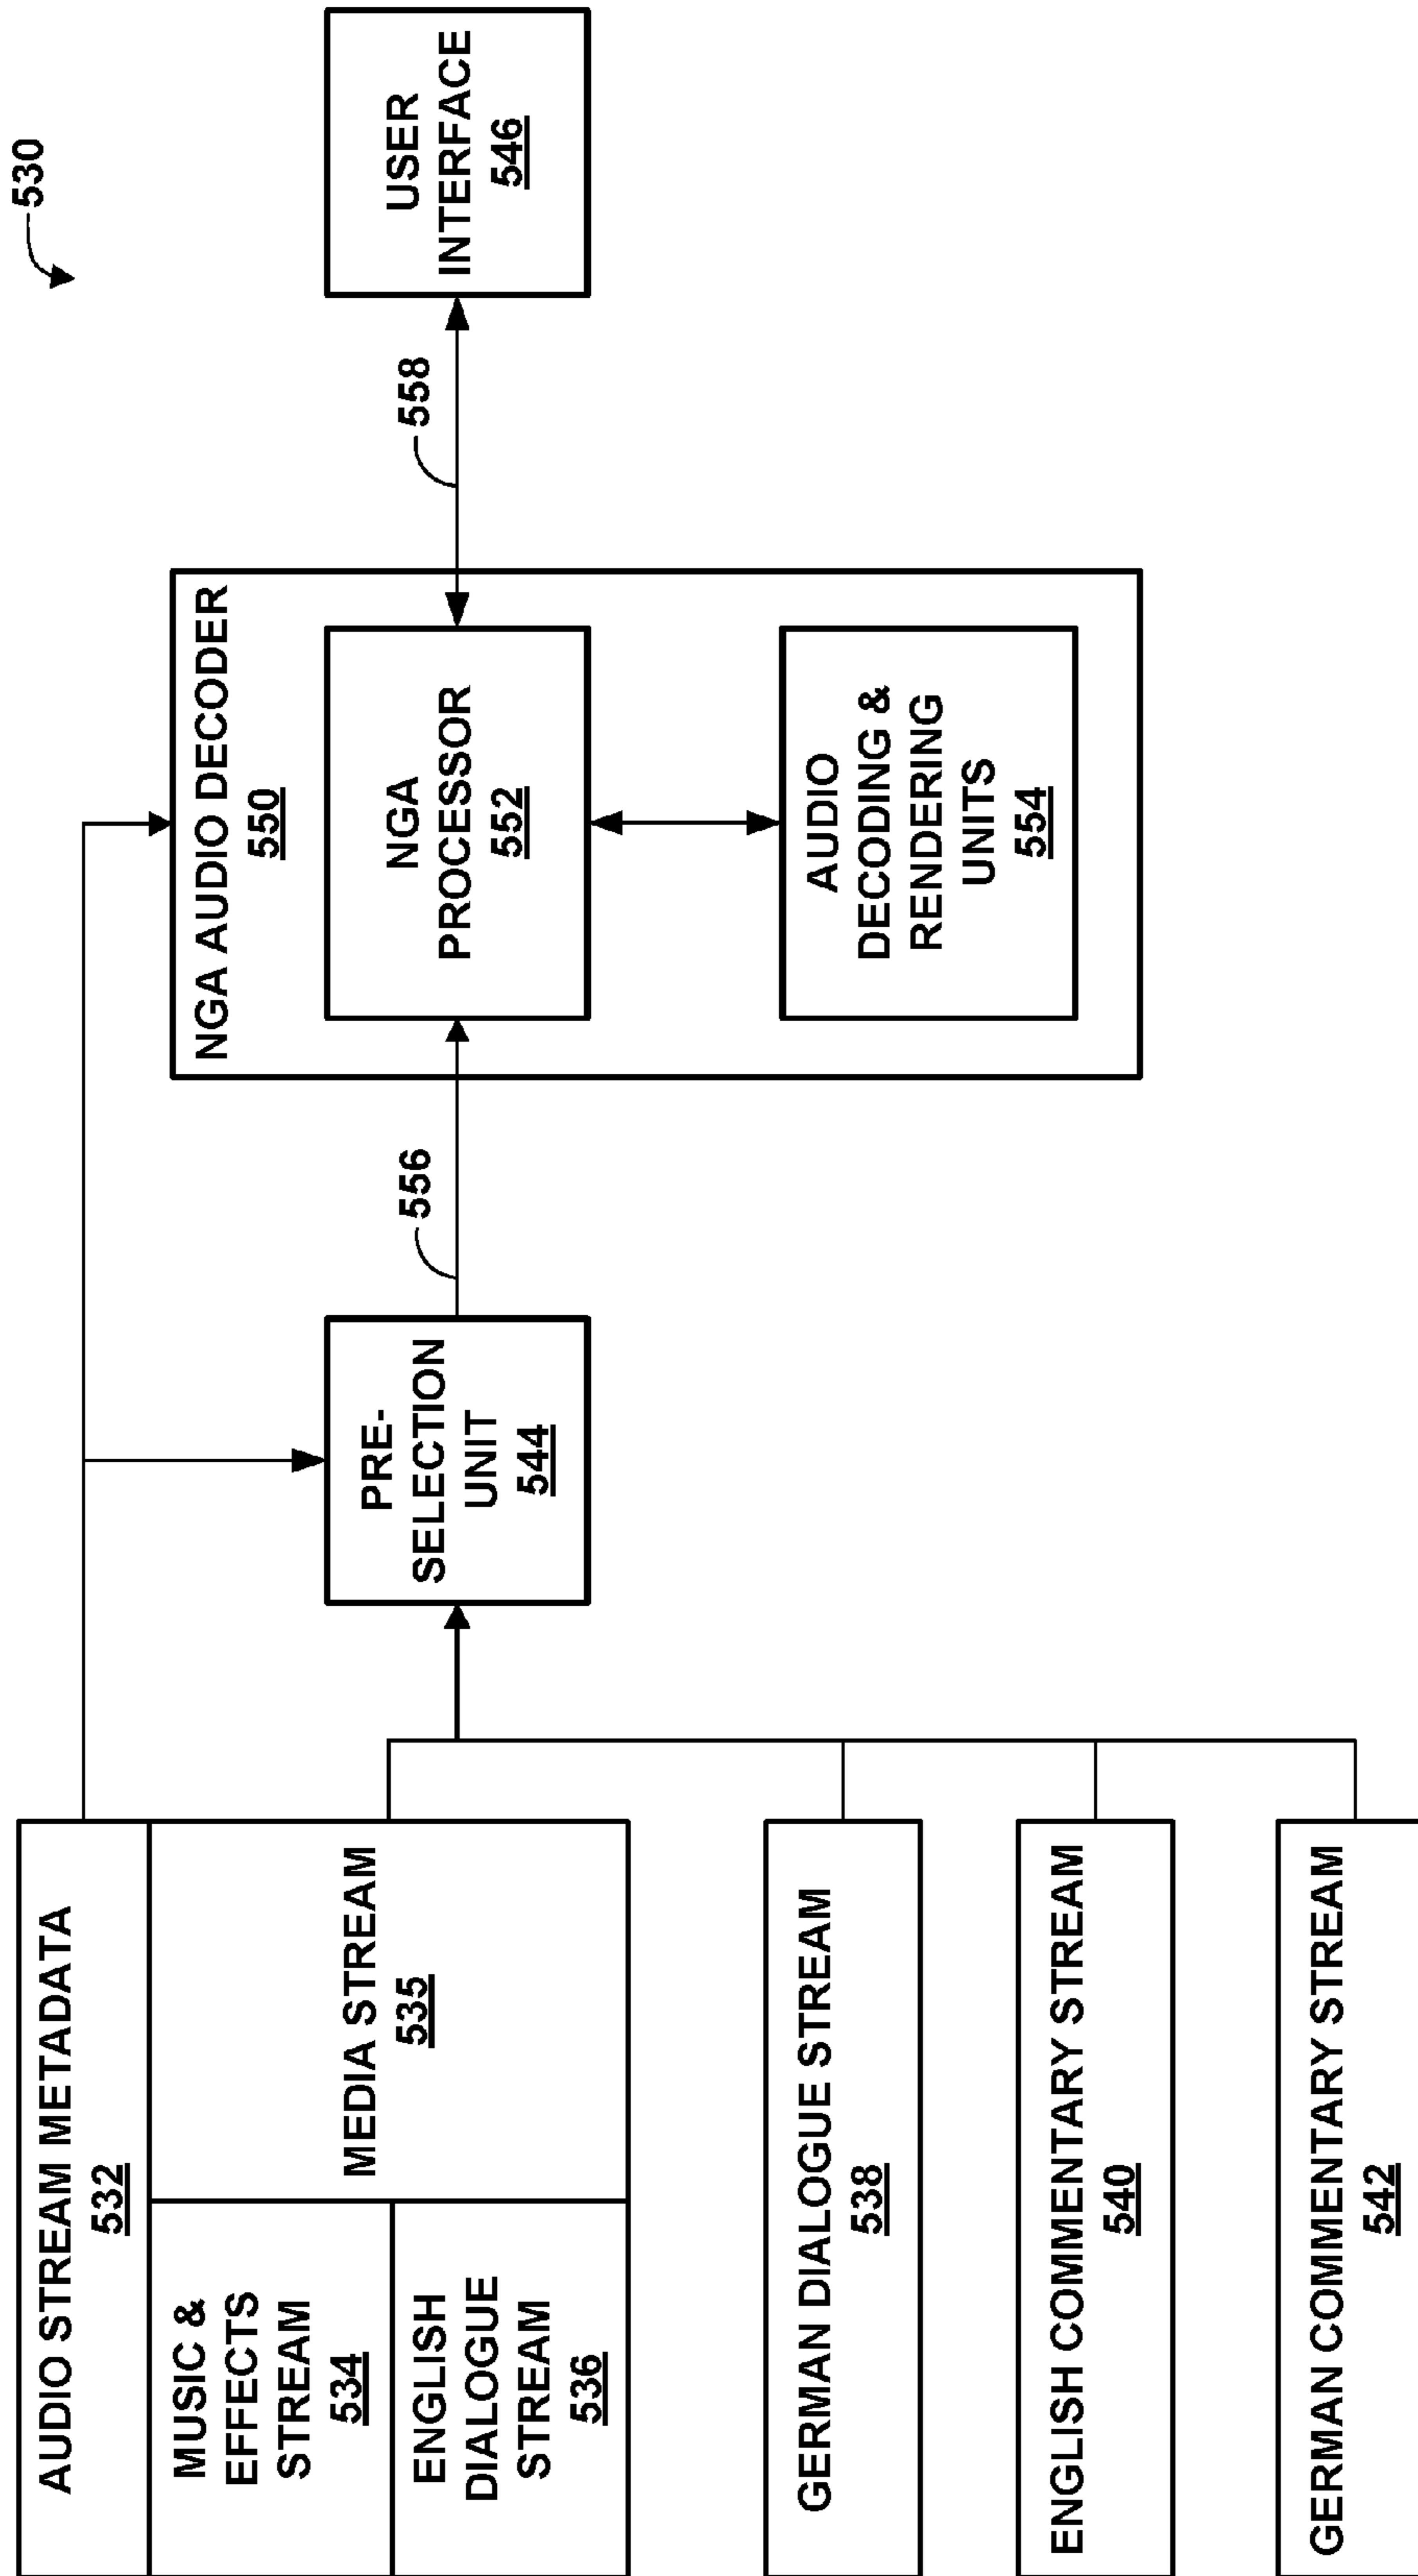 530
AUDIO STREAM METADATA
532
MUSIC &
EFFECTS
STREAM
534
MEDIA STREAM
535
ENGLISH
DIALOGUE
STREAM
536
GERMAN DIALOGUE STREAM
538
ENGLISH COMMENTARY STREAM
540
GERMAN COMMENTARY STREAM
542
PRE-
SELECTION
UNIT
544
556
NGA AUDIO DECODER
550
NGA
PROCESSOR
552
AUDIO
DECODING &
RENDERING
UNITS
554
558
USER
INTERFACE
546